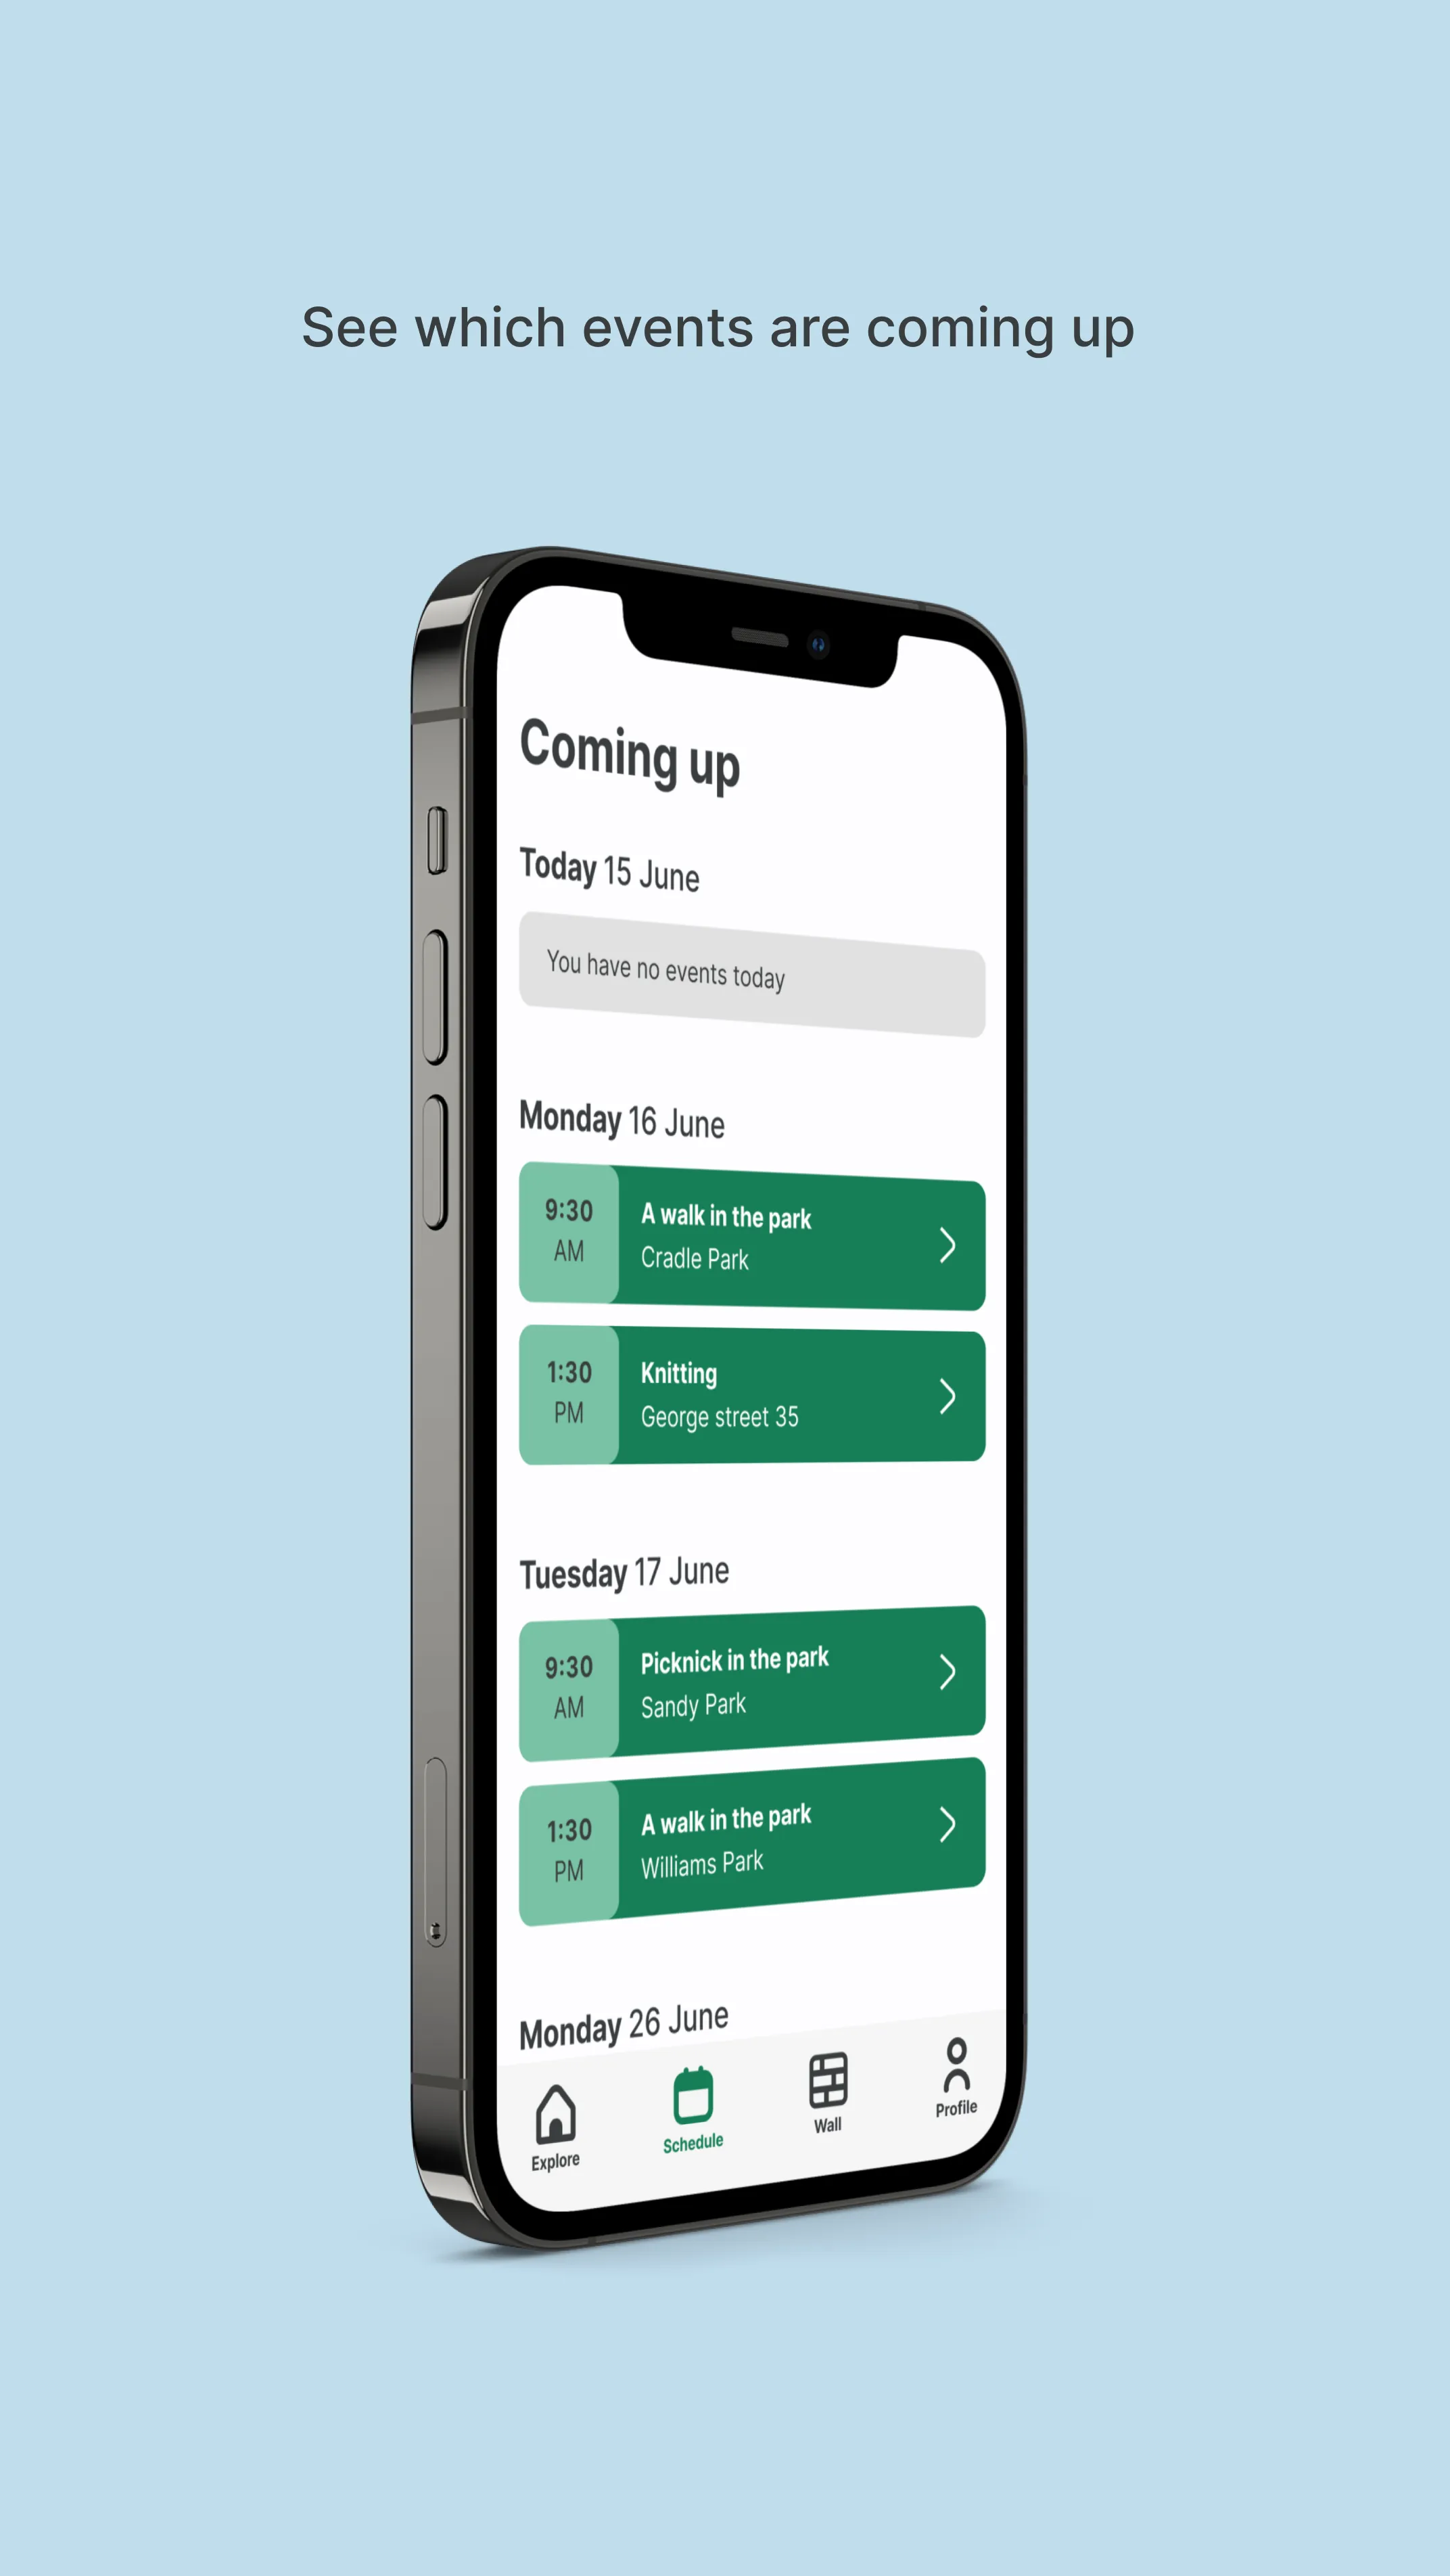 See which events are coming up
Coming up
Today 15 June
You have no events today
Monday 16 June
9:30
AM
A walk in the park
Cradle Park
1:30
PM
Knitting
George street 35
Tuesday 17 June
9:30
AM
Picknick in the park
Sandy Park
1:30
PM
A walk in the park
Williams Park
Monday 26 June
Explore
Schedule
Wall
Profile